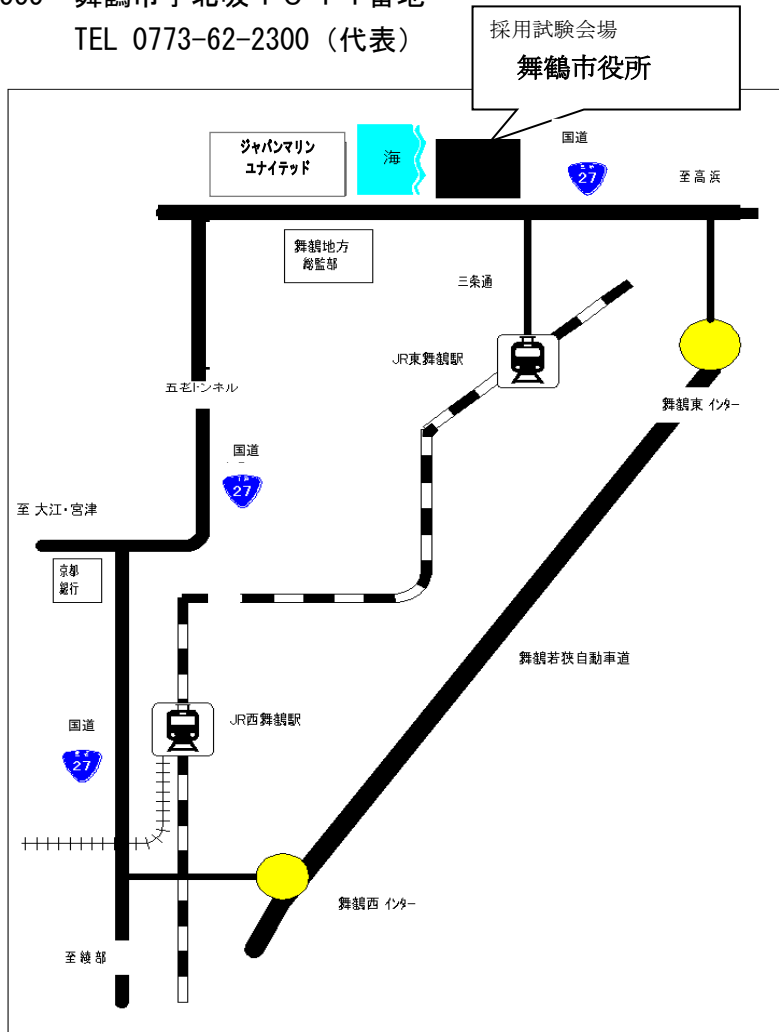 TEL 0773-62-2300（代表）
採用試験会場
舞鶴市役所
ジャパンマリン
ユナイテッド
海
国道
27
至高浜
舞鶴地方
総監部
三条通
JR東舞鶴駅
五老トンネル
舞鶴東 インター
国道
27
至 大江・宮津
京都
銀行
舞鶴若狭自動車道
JR西舞鶴駅
国道
27
舞鶴西 インター
至綾部